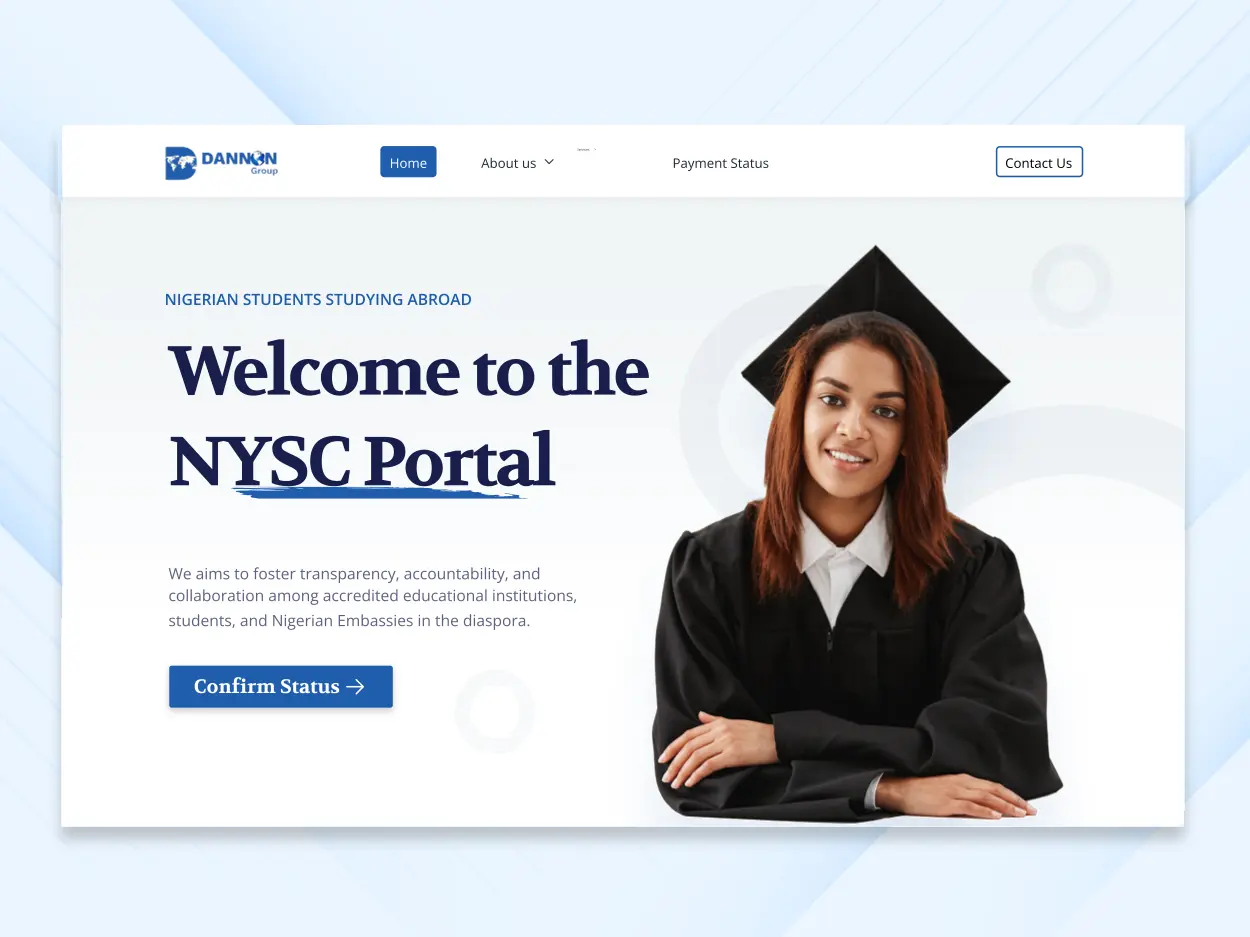 DANNON
Group
Home
About us
Payment Status
Contact Us
NIGERIAN STUDENTS STUDYING ABROAD
Welcome to the
NYSC Portal
We aims to foster transparency, accountability, and
collaboration among accredited educational institutions,
students, and Nigerian Embassies in the diaspora.
Confirm Status